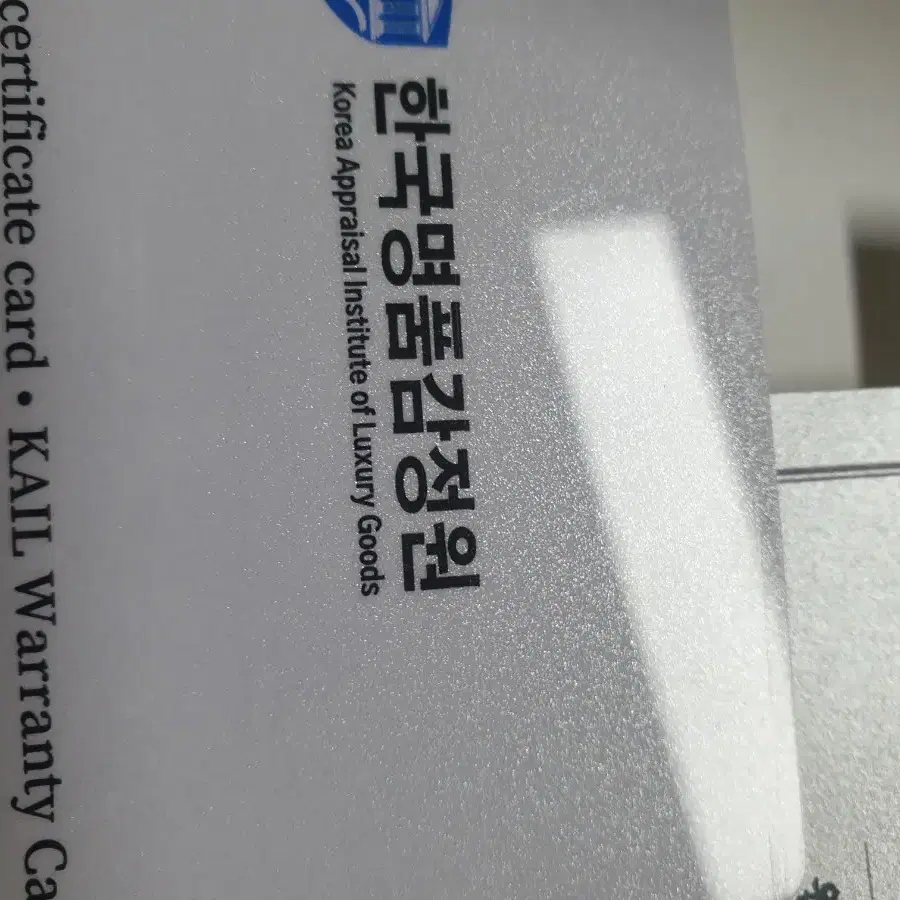 한국명품감정원
Korea Appraisal Institute of Luxury Goods
certificate card • KAIL Warranty Ca